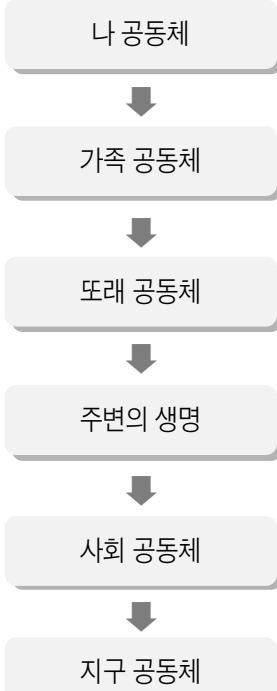 나 공동체
가족 공동체
또래 공동체
주변의 생명
사회 공동체
지구 공동체